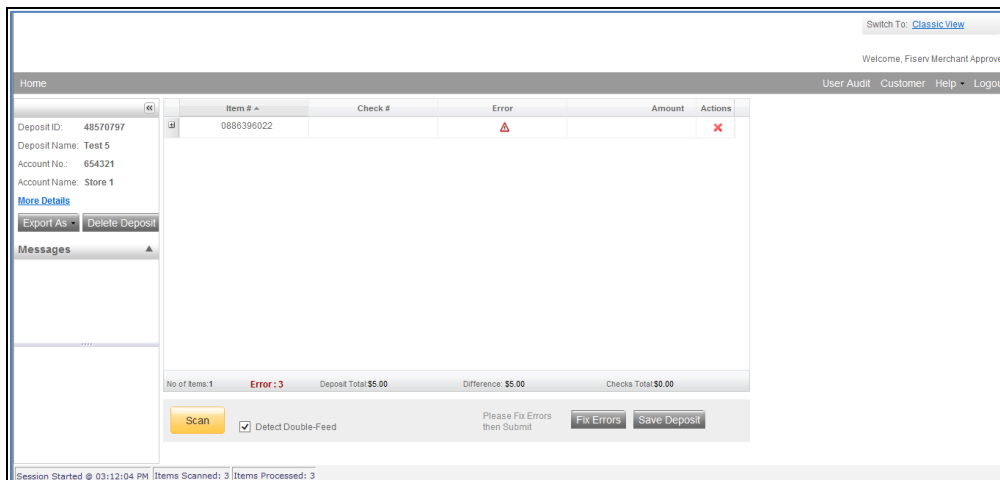 Switch To: Classic View
Welcome, Fiserv Merchant Approve
Home User Audit Customer Help Logou
Item # Check # Error Amount Actions
Deposit ID: 48570797
0886396022
Deposit Name: Test 5
Account No.: 654321
Account Name: Store 1
More Details
Export As Delete Deposit
Messages
No of Items:1 Error : 3 Deposit Total:$5.00 Difference: $5.00 Checks Total:$0.00
Scan Detect Double-Feed Please Fix Errors then Submit Fix Errors Save Deposit
Session Started @ 03:12:04 PM Items Scanned: 3 Items Processed: 3